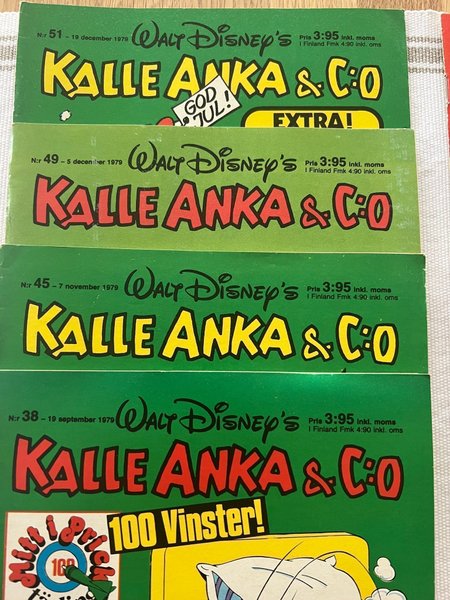 N:r 51 – 19 december 1979 WALT DISNEY'S Pris 3:95 inkl. moms
I Finland Fmk 4:90 inkl. oms
KALLE ANKA & C:O
GOD
JUL!
EXTRA!
N:r 49 – 5 december 1979 WALT DISNEY'S Pris 3:95 inkl. moms
I Finland Fmk 4:90 inkl. oms
KALLE ANKA & C:O
N:r 45 – 7 november 1979 WALT DISNEY'S Pris 3:95 inkl. moms
I Finland Fmk 4:90 inkl. oms
KALLE ANKA & C:O
N:r 38 – 19 september 1979 WALT DISNEY'S Pris 3:95 inkl. moms
I Finland Fmk 4:90 inkl. oms
KALLE ANKA & C:O
100 Vinster!
Mitt i Prick
100